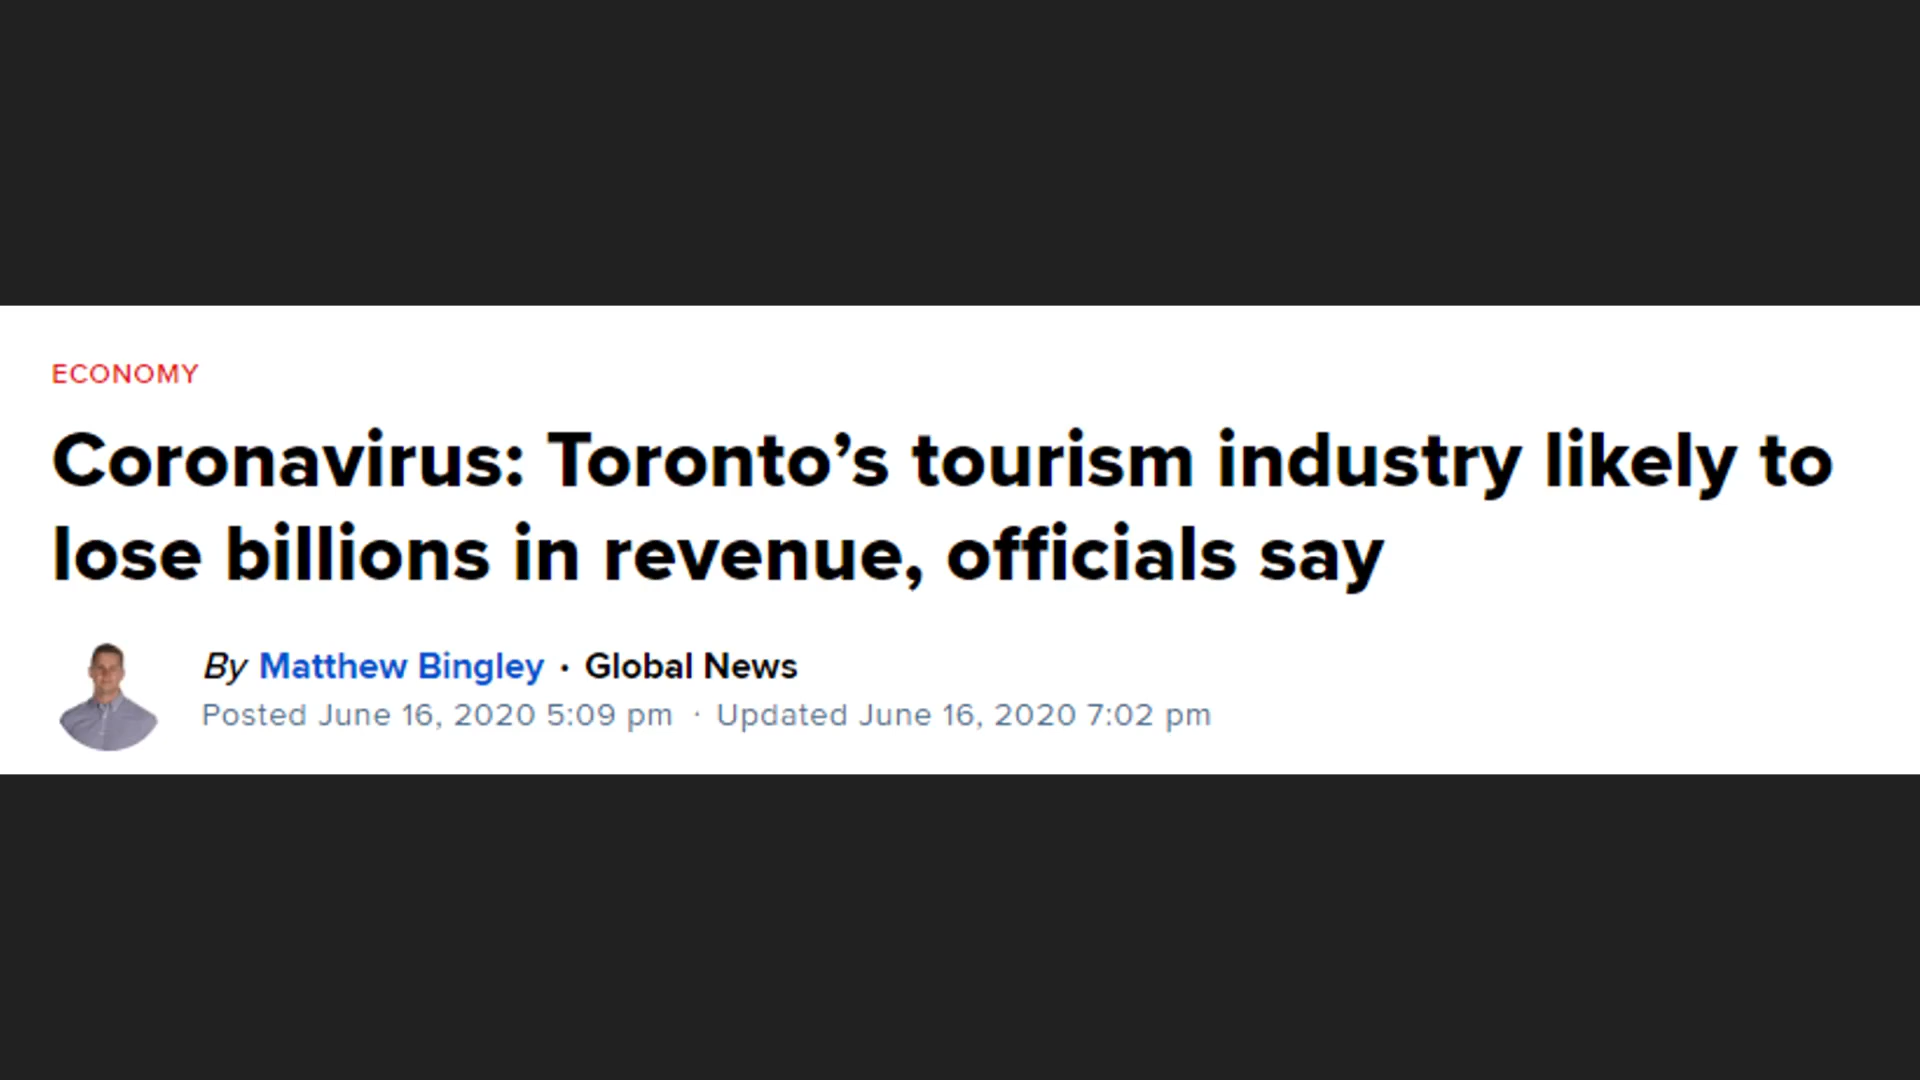 ECONOMY
Coronavirus: Toronto’s tourism industry likely to
lose billions in revenue, officials say
By Matthew Bingley · Global News
Posted June 16, 2020 5:09 pm · Updated June 16, 2020 7:02 pm